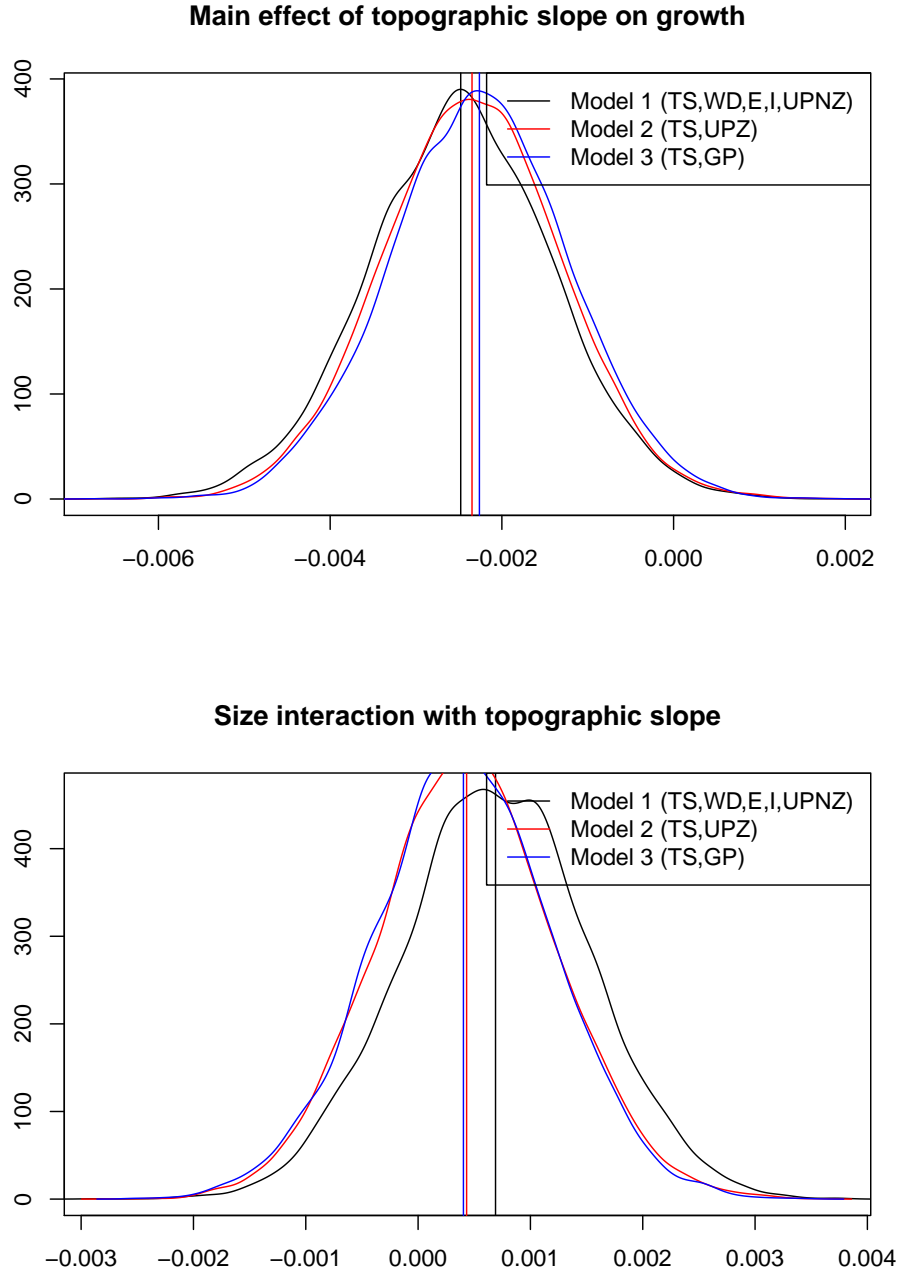 Main effect of topographic slope on growth
400
300
200
100
0
Model 1 (TS,WD,E,I,UPNZ)
Model 2 (TS,UPZ)
Model 3 (TS,GP)
−0.006 −0.004 −0.002 0.000 0.002
Size interaction with topographic slope
400
300
200
100
0
Model 1 (TS,WD,E,I,UPNZ)
Model 2 (TS,UPZ)
Model 3 (TS,GP)
−0.003 −0.002 −0.001 0.000 0.001 0.002 0.003 0.004